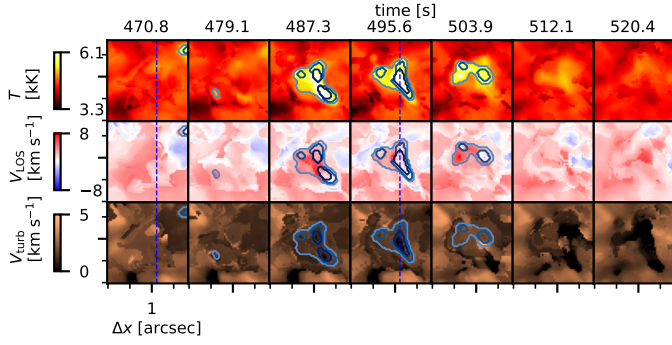 time [s]
470.8 479.1 487.3 495.6 503.9 512.1 520.4
T [kK] 6.1 3.3
V_LOS [km s⁻¹] 8 −8
V_turb [km s⁻¹] 5 0
1
Δx [arcsec]